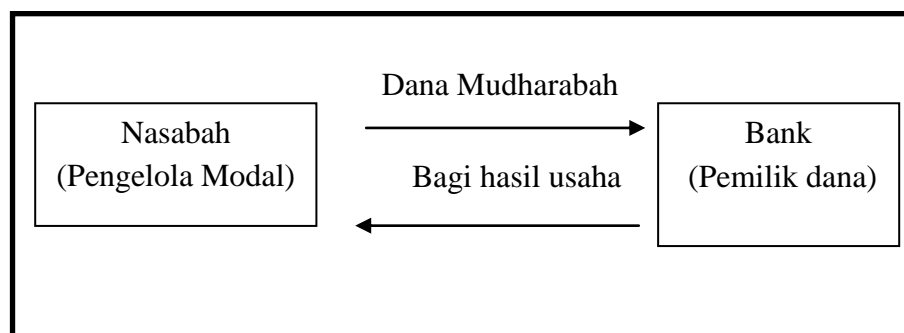 Dana Mudharabah
Nasabah
(Pengelola Modal)
Bagi hasil usaha
Bank
(Pemilik dana)